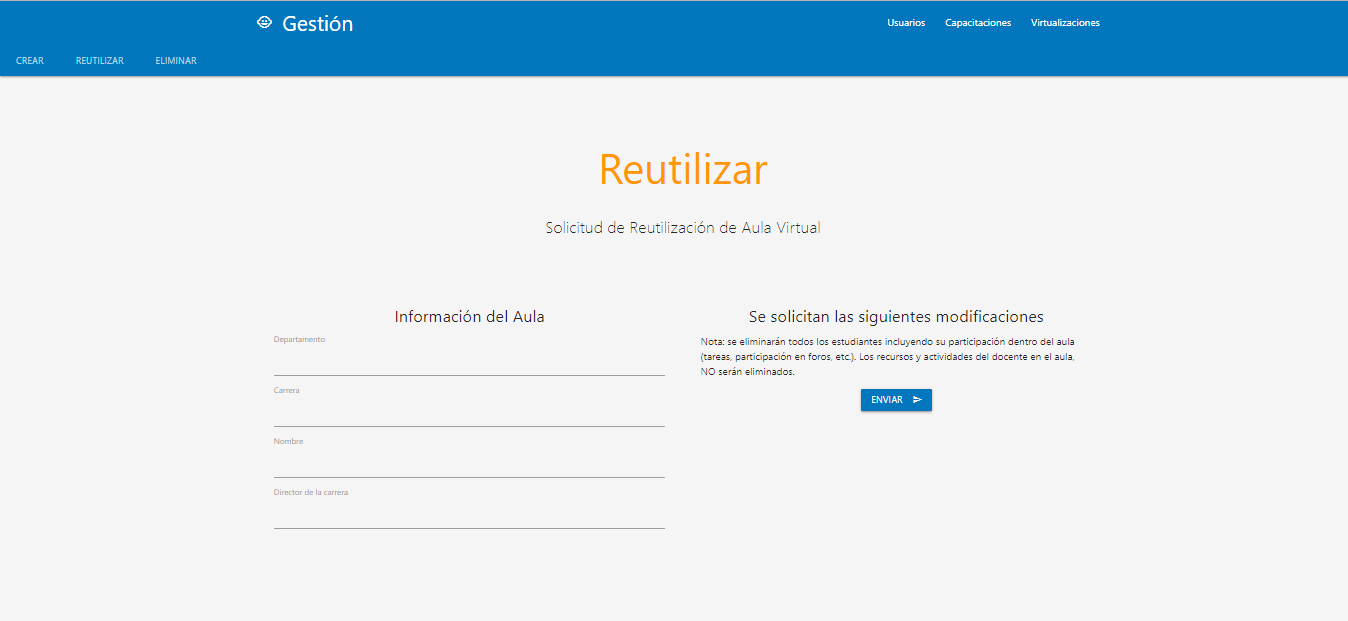 Gestión
Usuarios Capacitaciones Virtualizaciones
CREAR REUTILIZAR ELIMINAR
Reutilizar
Solicitud de Reutilización de Aula Virtual
Información del Aula
Departamento
Carrera
Nombre
Director de la carrera
Se solicitan las siguientes modificaciones
Nota: se eliminarán todos los estudiantes incluyendo su participación dentro del aula
(tareas, participación en foros, etc.). Los recursos y actividades del docente en el aula,
NO serán eliminados.
ENVIAR